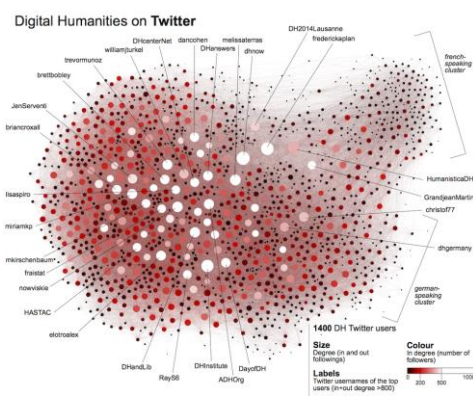 Digital Humanities on Twitter
DHcenterNet
williamjturkel
trevormunoz
brettbobley
JenServenti
briancroxall
lisaspiro
miriamkp
mkirschenbaum
fraistat
nowviskie
HASTAC
elotroalex
dancohen
DHanswers
melissaterras
dhnow
DH2014Lausanne
frederickaplan
french-
speaking
cluster
HumanisticaDH
GrandjeanMartin
christof77
dhgermany
german-
speaking
cluster
DHandLib
RayS6
DHInstitute
ADHOrg
DayofDH
1400 DH Twitter users
Size
Degree (in and out
followings)
Labels
Twitter usernames of the top
users (in+out degree >800)
Colour
In degree (number of
followers)
0 200 500 1000